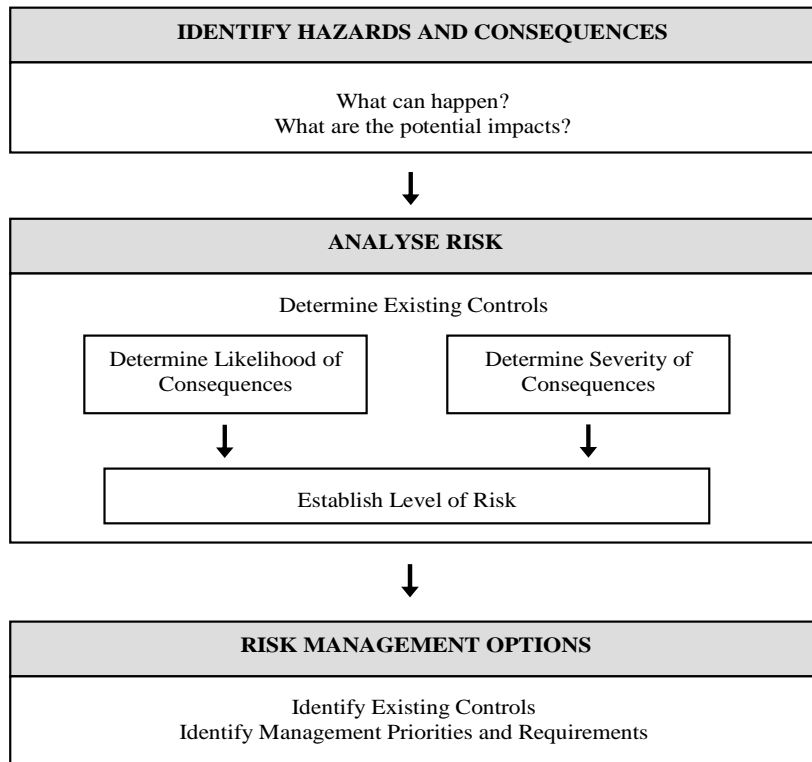 IDENTIFY HAZARDS AND CONSEQUENCES
What can happen?
What are the potential impacts?
ANALYSE RISK
Determine Existing Controls
Determine Likelihood of
Consequences
Determine Severity of
Consequences
Establish Level of Risk
RISK MANAGEMENT OPTIONS
Identify Existing Controls
Identify Management Priorities and Requirements